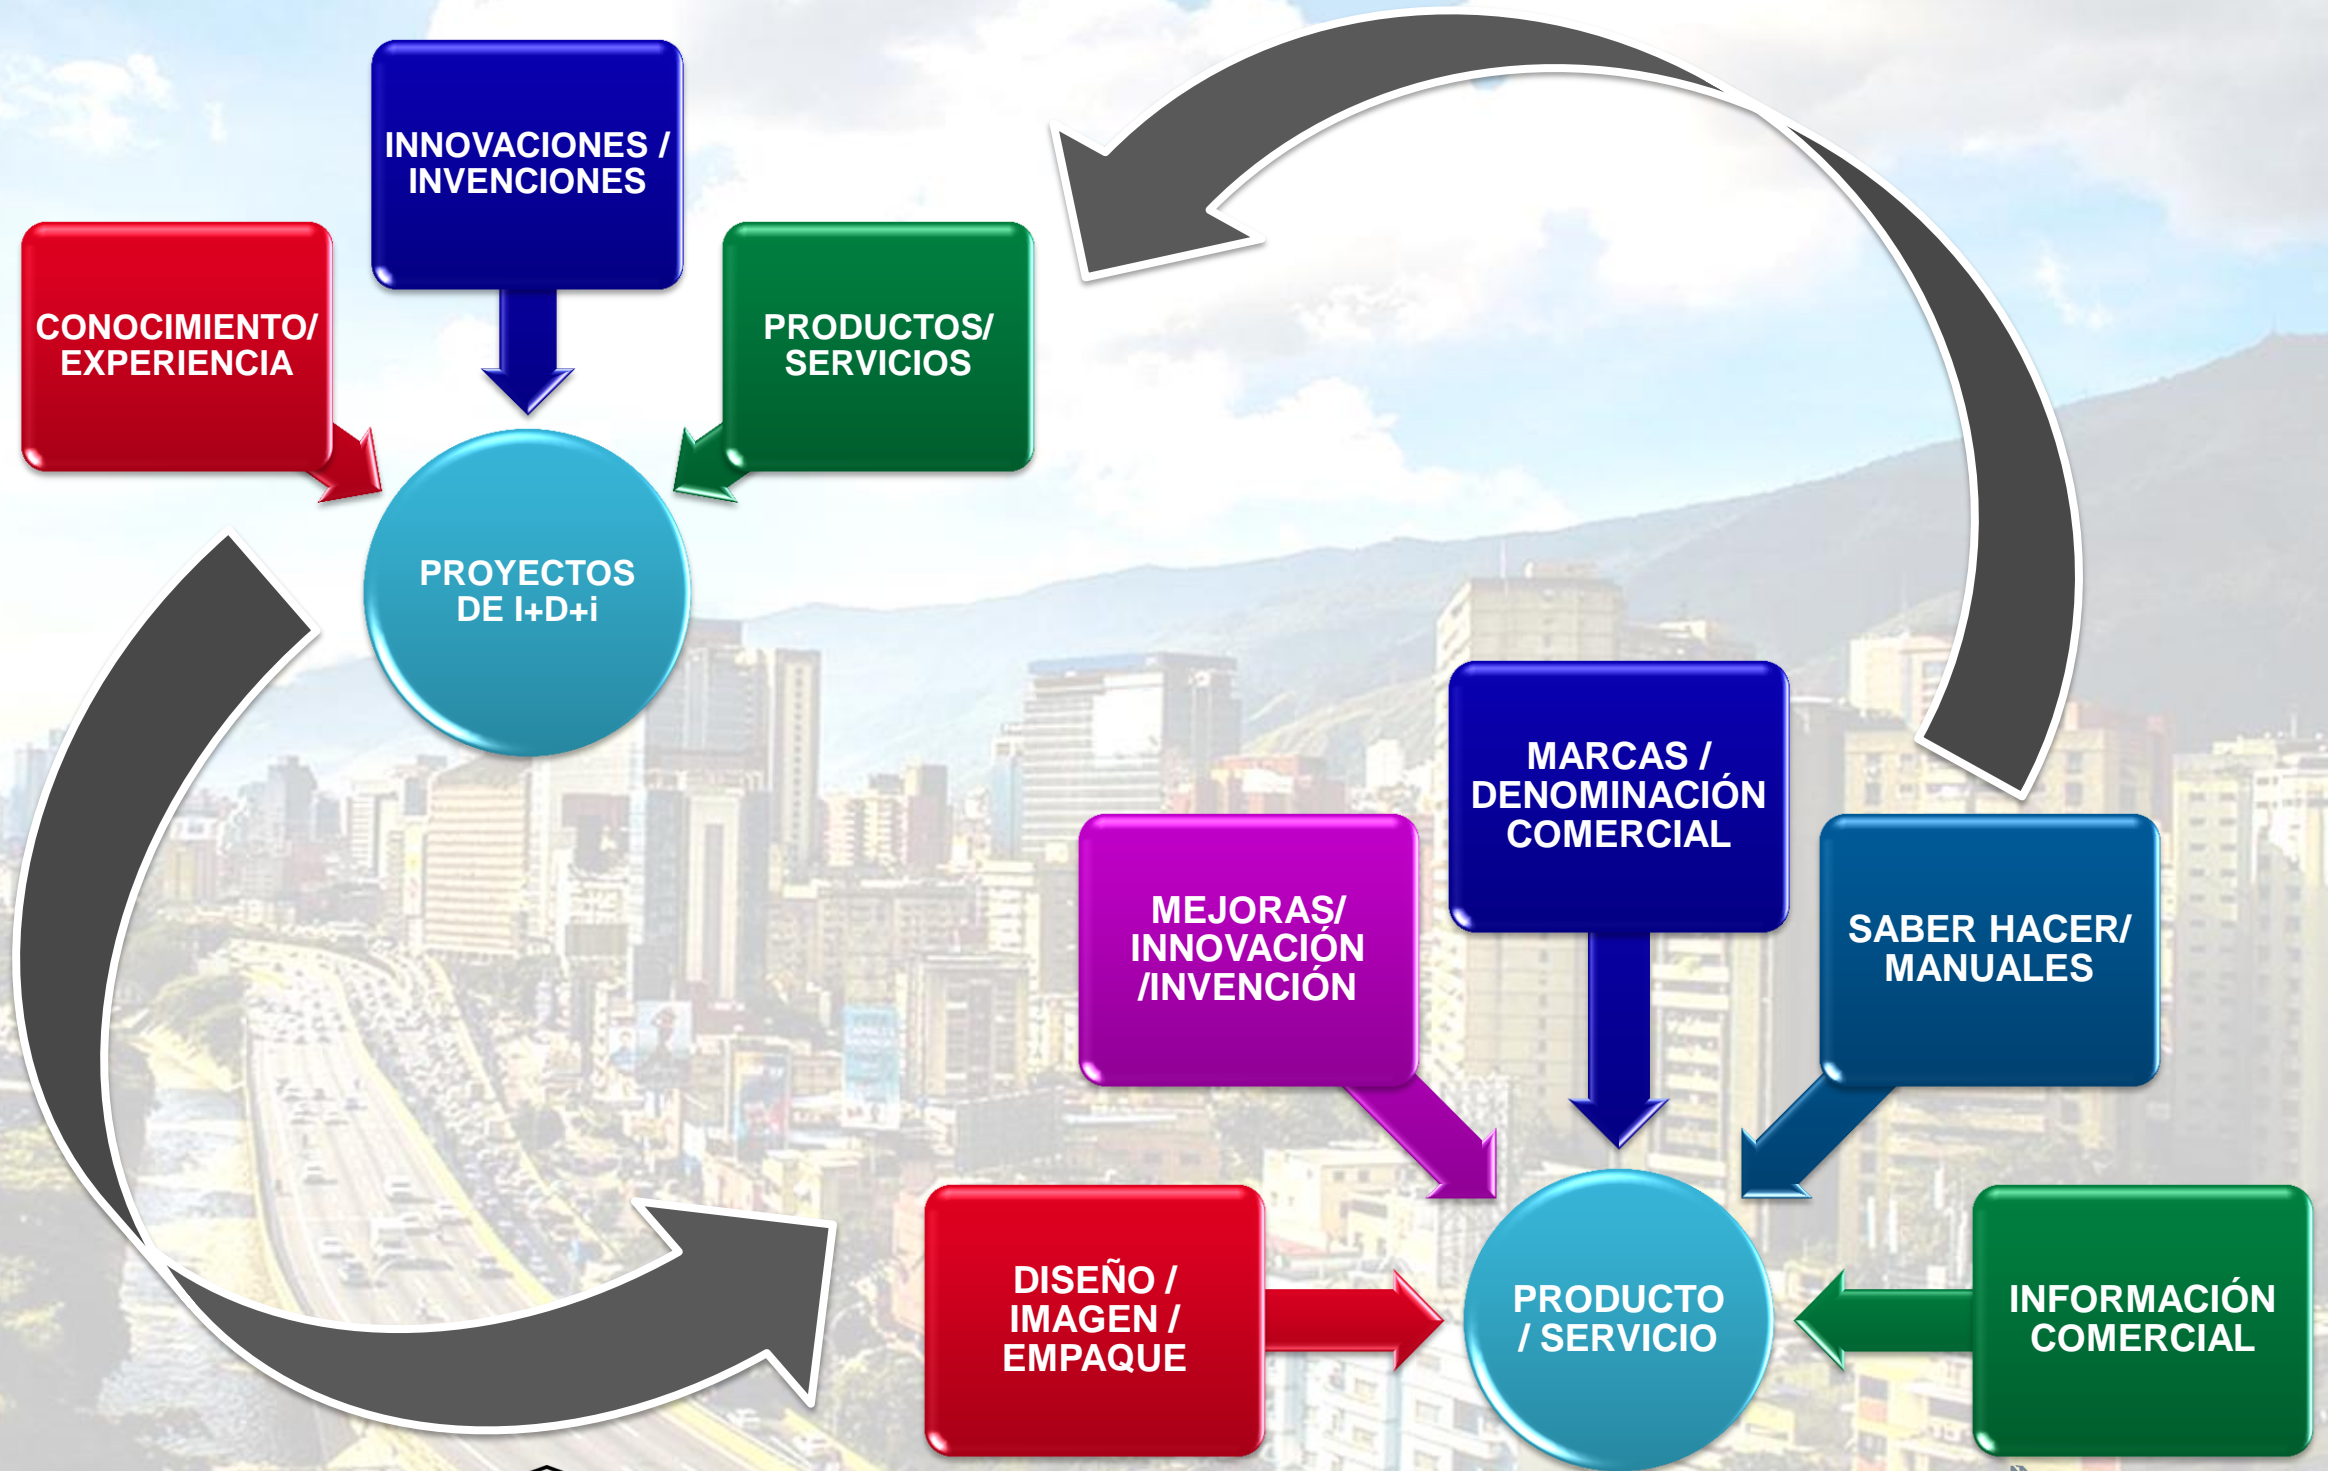 INNOVACIONES /
INVENCIONES
CONOCIMIENTO/
EXPERIENCIA
PRODUCTOS/
SERVICIOS
PROYECTOS
DE I+D+i
MARCAS /
DENOMINACIÓN
COMERCIAL
MEJORAS/
INNOVACIÓN
/INVENCIÓN
SABER HACER/
MANUALES
DISEÑO /
IMAGEN /
EMPAQUE
PRODUCTO
/ SERVICIO
INFORMACIÓN
COMERCIAL